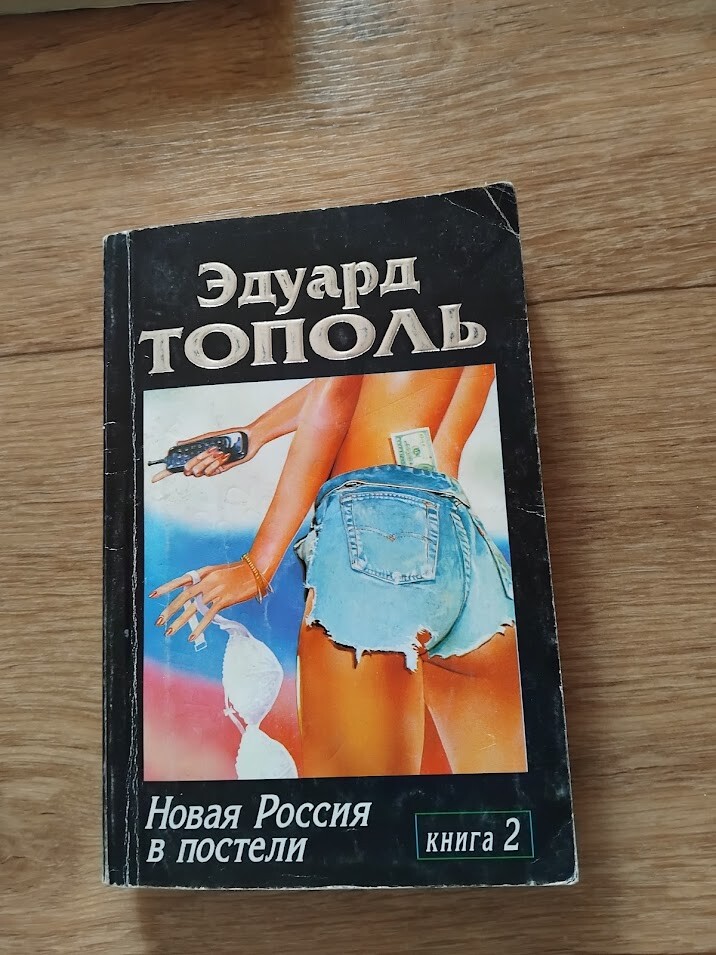 Эдуард
ТОПОЛЬ
Новая Россия
в постели
книга 2